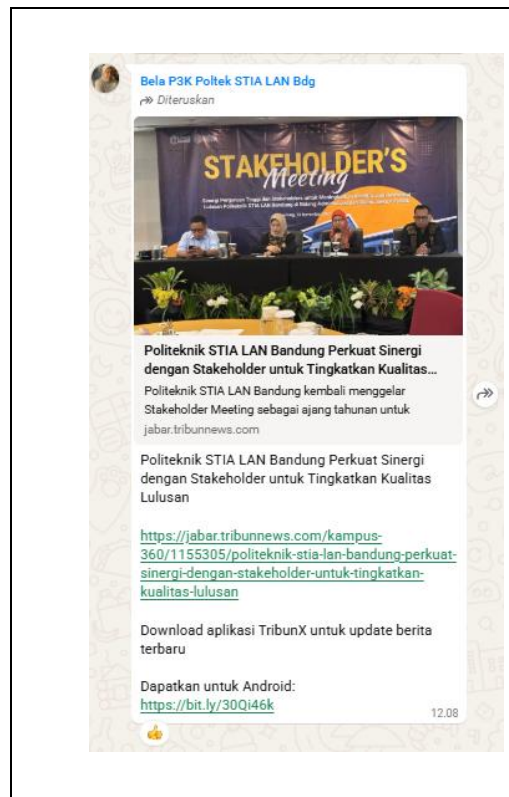 Bela P3K Poltek STIA LAN Bdg
Diteruskan
STAKEHOLDER'S
Meeting
Politeknik STIA LAN Bandung Perkuat Sinergi
dengan Stakeholder untuk Tingkatkan Kualitas...
Politeknik STIA LAN Bandung kembali menggelar
Stakeholder Meeting sebagai ajang tahunan untuk
jabar.tribunnews.com
Politeknik STIA LAN Bandung Perkuat Sinergi
dengan Stakeholder untuk Tingkatkan Kualitas
Lulusan
https://jabar.tribunnews.com/kampus-
360/1155305/politeknik-stia-lan-bandung-perkuat-
sinergi-dengan-stakeholder-untuk-tingkatkan-
kualitas-lulusan
Download aplikasi TribunX untuk update berita
terbaru
Dapatkan untuk Android:
https://bit.ly/30Qi46k
12.08